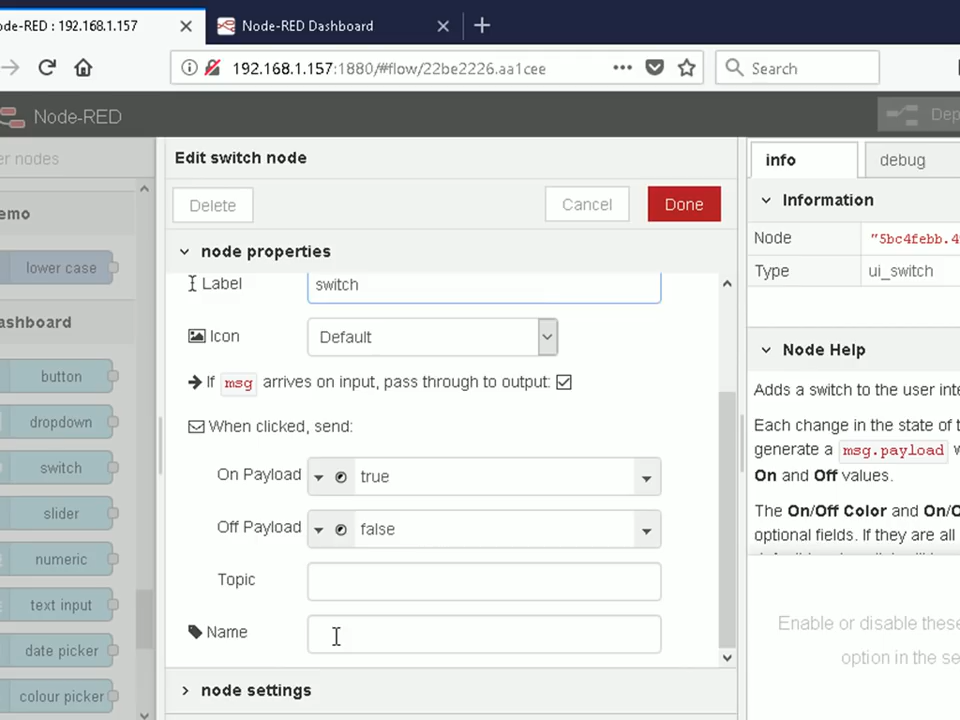 ode-RED : 192.168.1.157
Node-RED Dashboard
192.168.1.157:1880/#flow/22be2226.aa1cee
Search
Node-RED
Dep
er nodes
Edit switch node
info
debug
Delete
Cancel
Done
Information
emo
node properties
Node
"5bc4febb.4
lower case
Label
switch
Type
ui_switch
ashboard
Icon
Default
Node Help
button
If msg arrives on input, pass through to output:
Adds a switch to the user inte
dropdown
When clicked, send:
Each change in the state of t
generate a msg.payload w
switch
On Payload
true
On and Off values.
slider
Off Payload
false
The On/Off Color and On/O
optional fields. If they are all
numeric
Topic
text input
Name
Enable or disable these
date picker
option in the se
colour picker
node settings